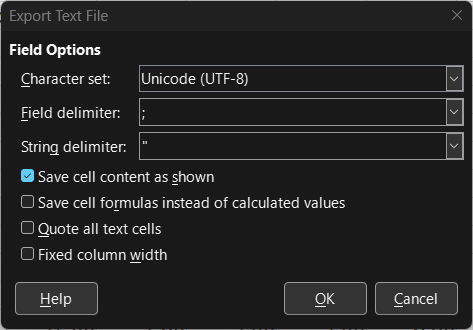 Export Text File
Field Options
Character set: Unicode (UTF-8)
Field delimiter: ;
String delimiter: "
Save cell content as shown
Save cell formulas instead of calculated values
Quote all text cells
Fixed column width
Help OK Cancel